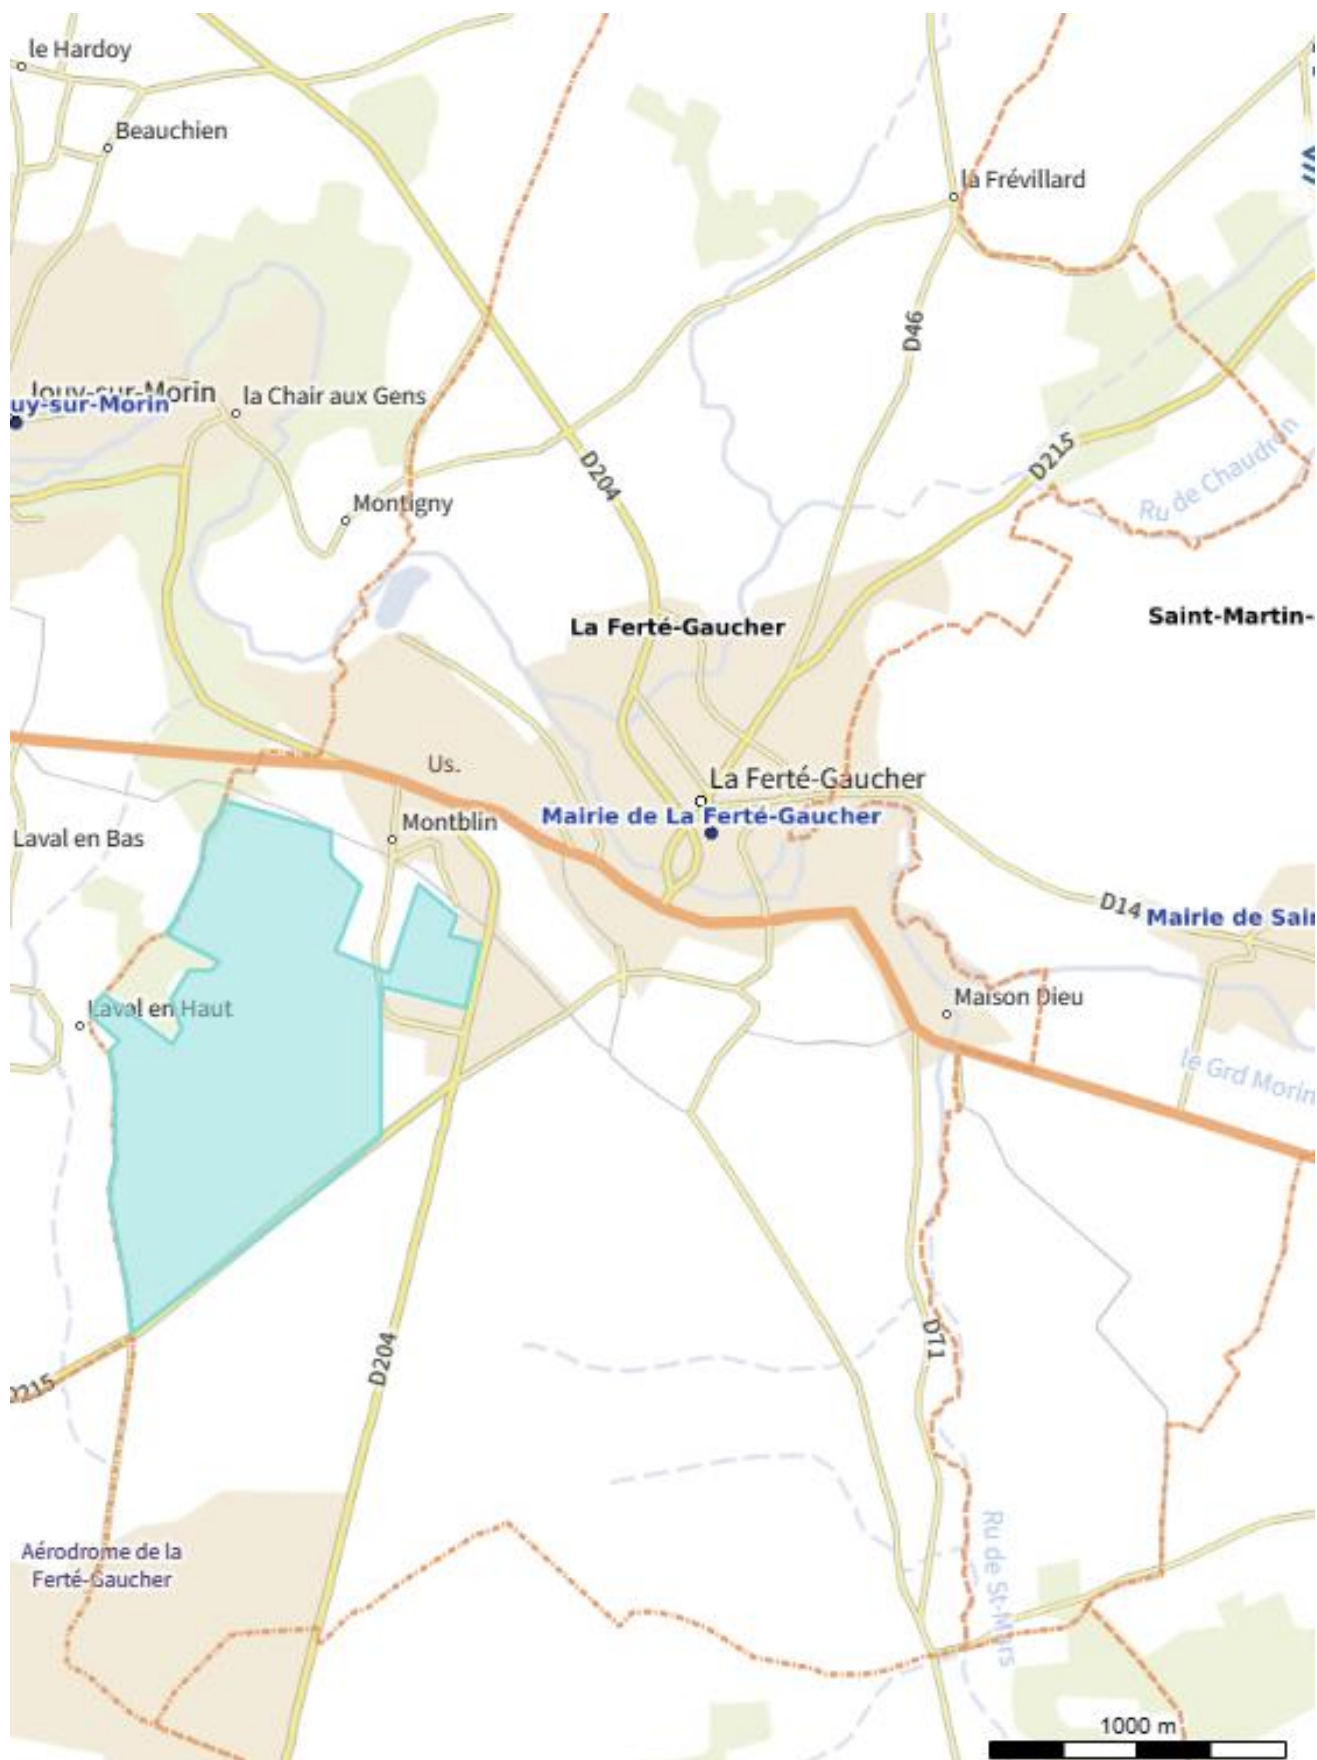 le Hardoy
Beauchien
la Frévillard
D46
Jouy-sur-Morin
uy-sur-Morin
la Chair aux Gens
D204
D215
Ru de Chaudron
Montigny
La Ferté-Gaucher
Saint-Martin-
Us.
La Ferté-Gaucher
Mairie de La Ferté-Gaucher
Montblin
Laval en Bas
D14
Mairie de Sain
Laval en Haut
Maison Dieu
le Grd Morin
D204
D71
D215
Aérodrome de la
Ferté-Gaucher
Ru de St-Mars
1000 m